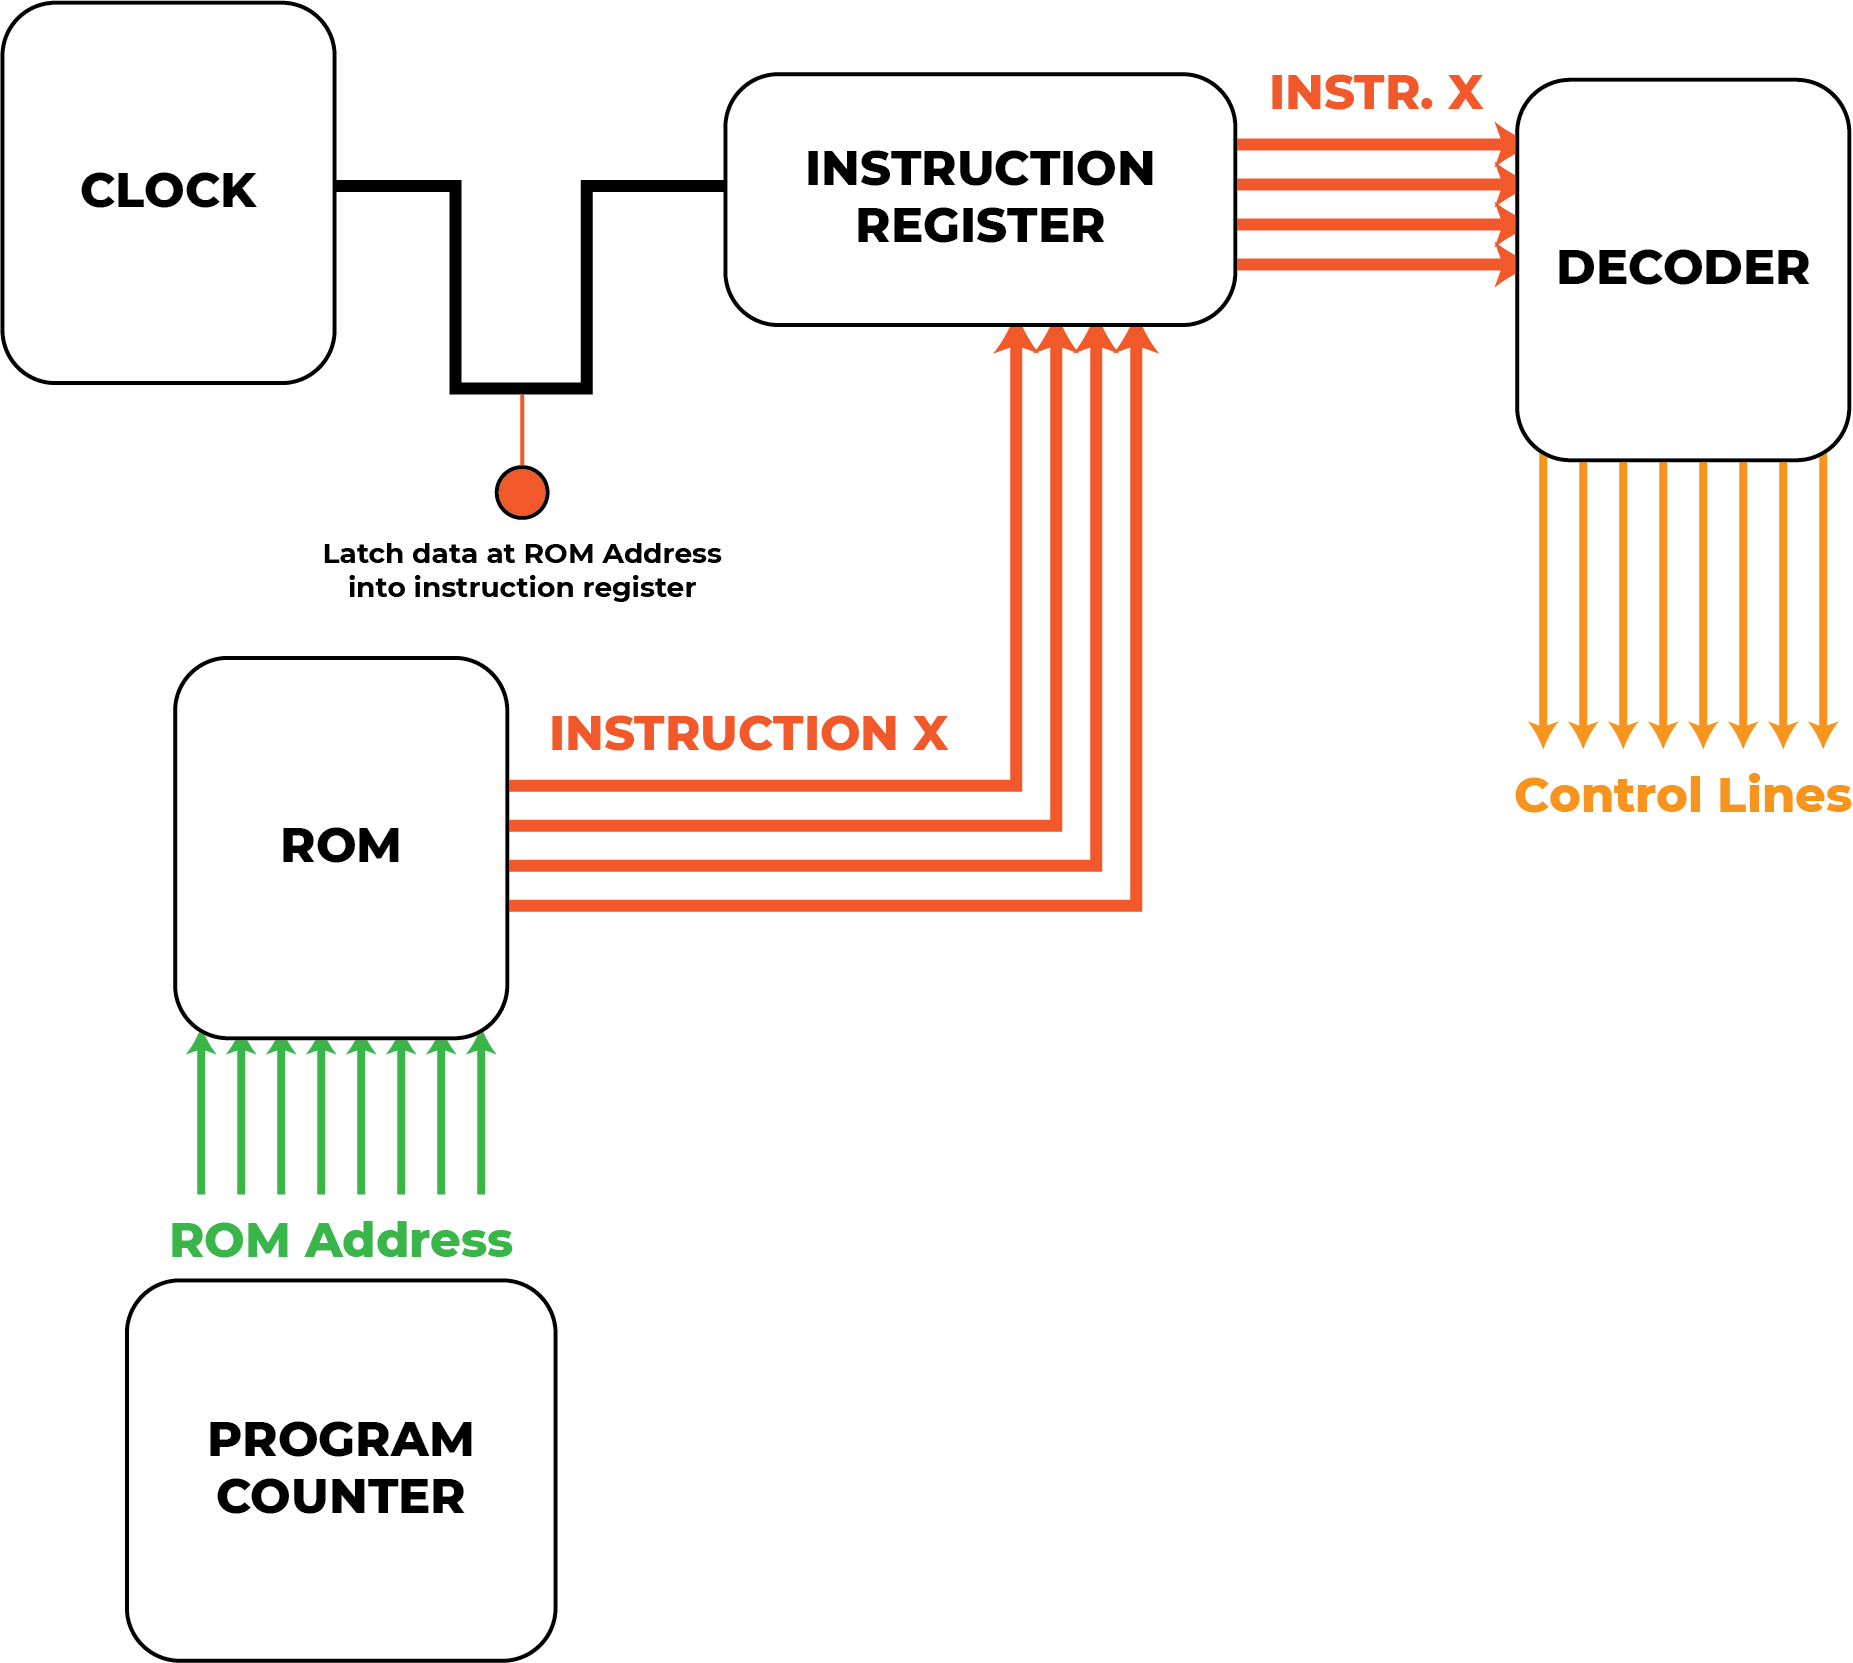 CLOCK
INSTRUCTION
REGISTER
INSTR. X
DECODER
Latch data at ROM Address
into instruction register
INSTRUCTION X
ROM
Control Lines
ROM Address
PROGRAM
COUNTER